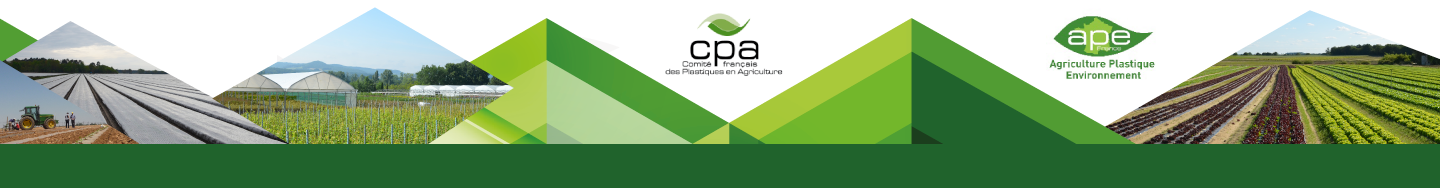 cpa
Comité français
des Plastiques en Agriculture
ape
france
Agriculture Plastique
Environnement